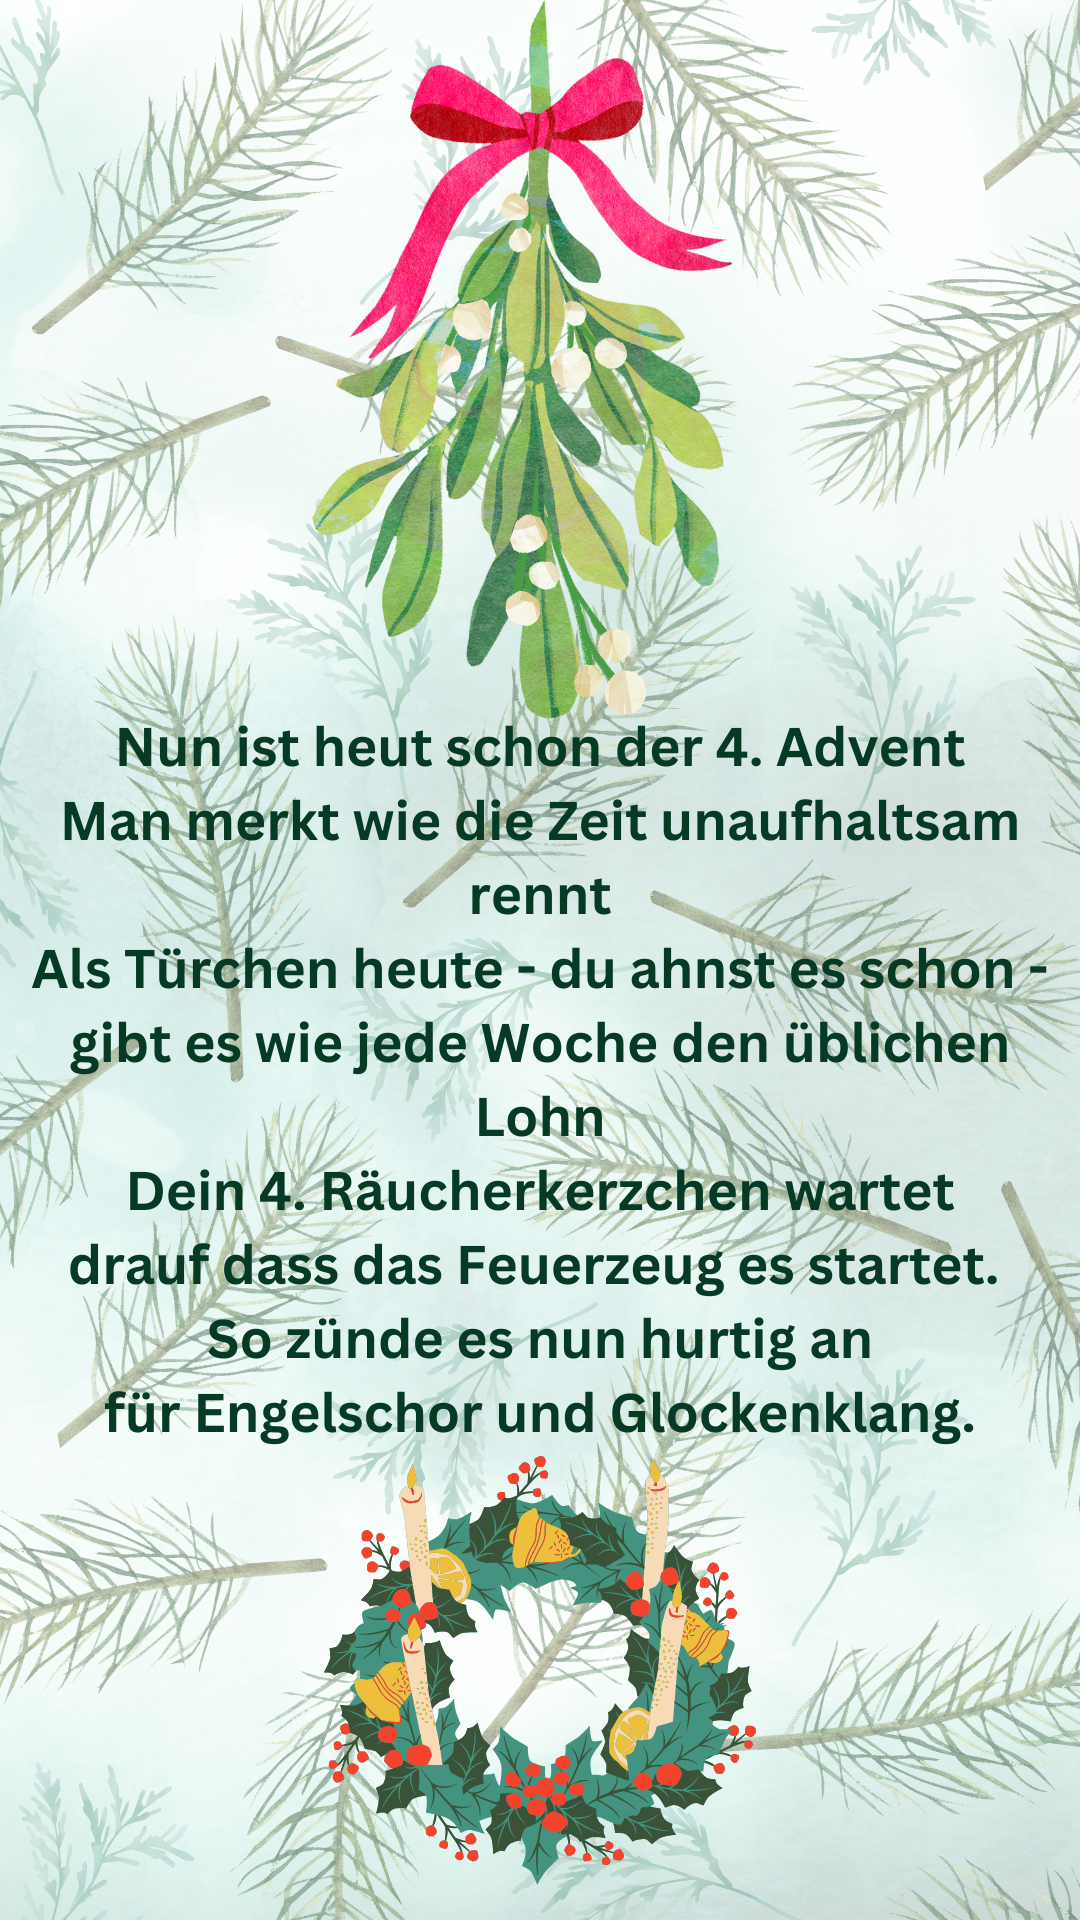 Nun ist heut schon der 4. Advent
Man merkt wie die Zeit unaufhaltsam
rennt
Als Türchen heute - du ahnst es schon -
gibt es wie jede Woche den üblichen
Lohn
Dein 4. Räucherkerzchen wartet
drauf dass das Feuerzeug es startet.
So zünde es nun hurtig an
für Engelschor und Glockenklang.